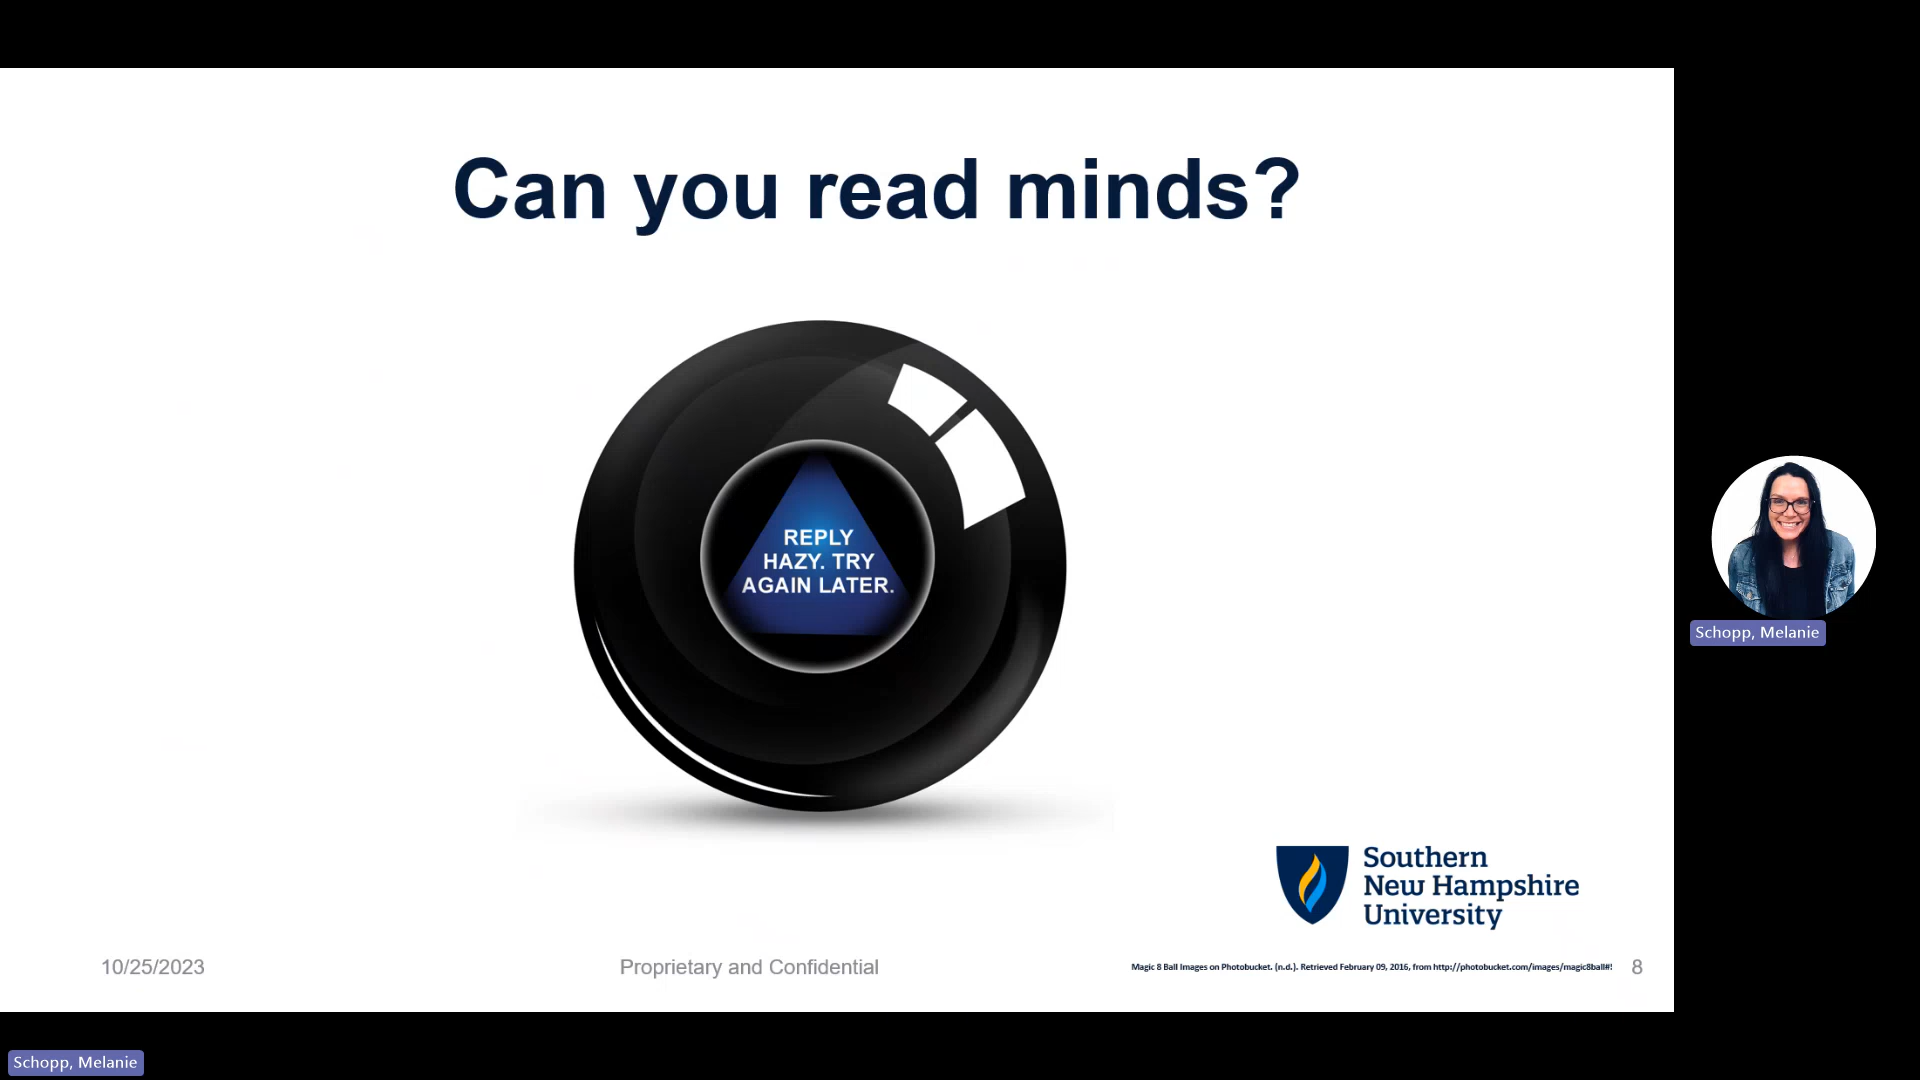 Can you read minds?
REPLY
HAZY. TRY
AGAIN LATER.
Schopp, Melanie
Southern
New Hampshire
University
10/25/2023
Proprietary and Confidential
Magic 8 Ball Images on Photobucket. (n.d.). Retrieved February 09, 2016, from http://photobucket.com/images/magic8ball#!
8
Schopp, Melanie